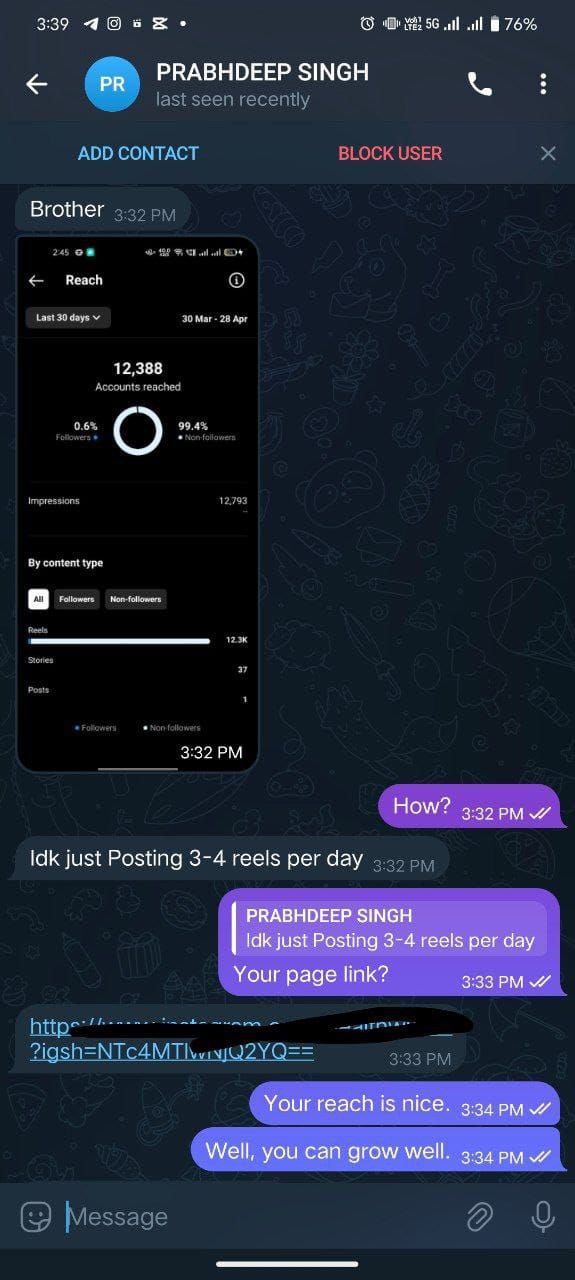 3:39
VoI) 5G 76%
LTE2
PR
PRABHDEEP SINGH
last seen recently
ADD CONTACT BLOCK USER
Brother 3:32 PM
2:45
Reach
Last 30 days 30 Mar - 28 Apr
12,388
Accounts reached
0.6% 99.4%
Followers Non-followers
Impressions 12,793
--
By content type
All Followers Non-followers
Reels
12.3K
Stories
37
Posts
1
Followers Non-followers
3:32 PM
How? 3:32 PM
Idk just Posting 3-4 reels per day 3:32 PM
PRABHDEEP SINGH
Idk just Posting 3-4 reels per day
Your page link? 3:33 PM
?igsh=NTc4MTIwNjQ2YQ==
3:33 PM
Your reach is nice. 3:34 PM
Well, you can grow well. 3:34 PM
Message